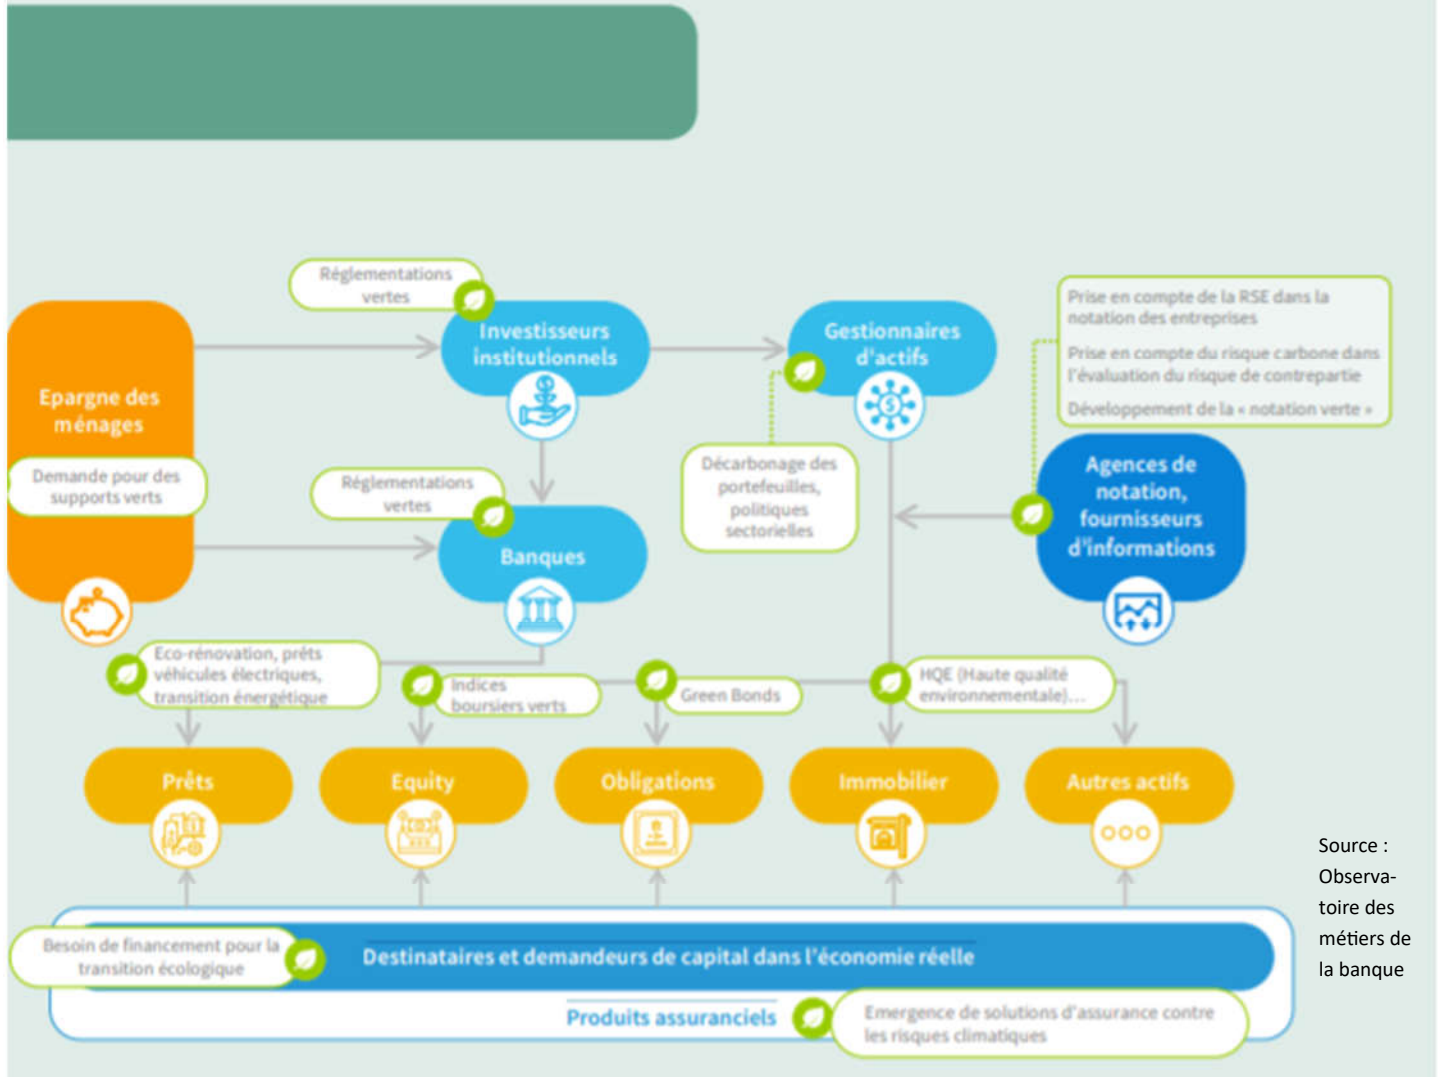 Réglementations
vertes
Investisseurs
institutionnels
Gestionnaires
d'actifs
Prise en compte de la RSE dans la
notation des entreprises
Prise en compte du risque carbone dans
l'évaluation du risque de contrepartie
Développement de la « notation verte »
Epargne des
ménages
Demande pour des
supports verts
Réglementations
vertes
Banques
Décarbonage des
portefeuilles,
politiques
sectorielles
Agences de
notation,
fournisseurs
d'informations
Eco-rénovation, prêts
véhicules électriques,
transition énergétique
Indices
boursiers verts
Green Bonds
HQE (Haute qualité
environnementale)...
Prêts
Equity
Obligations
Immobilier
Autres actifs
Source :
Observa-
toire des
métiers de
la banque
Besoin de financement pour la
transition écologique
Destinataires et demandeurs de capital dans l'économie réelle
Produits assuranciels
Emergence de solutions d'assurance contre
les risques climatiques